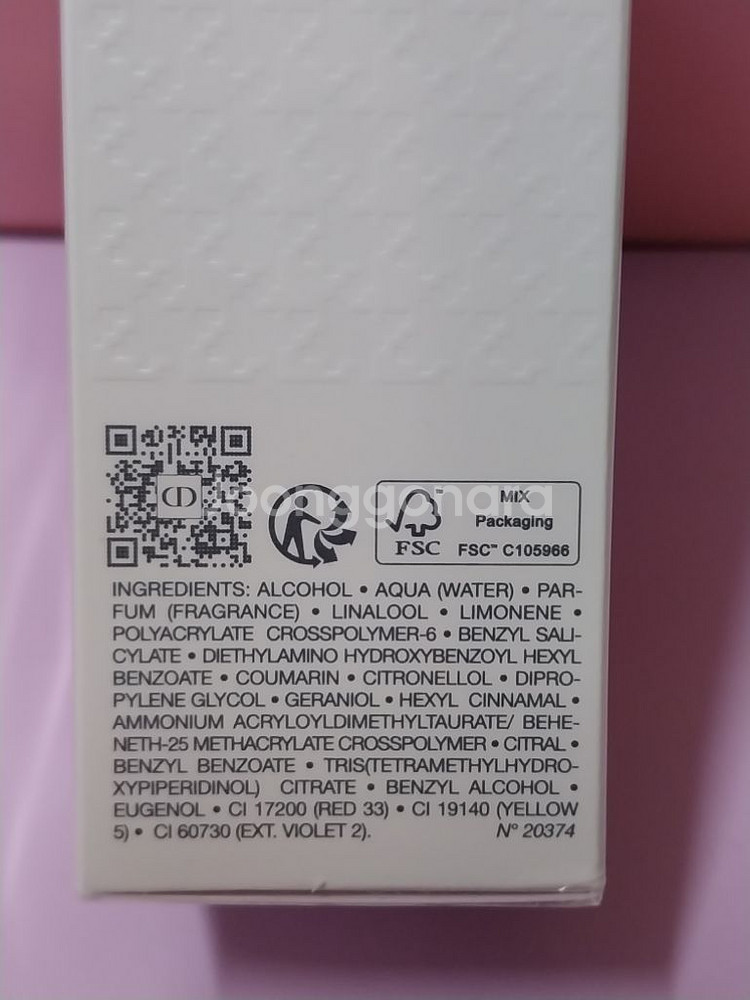 CD
joonggonara
MIX
Packaging
FSC™ C105966
FSC
INGREDIENTS: ALCOHOL • AQUA (WATER) • PAR-
FUM (FRAGRANCE) • LINALOOL • LIMONENE •
POLYACRYLATE CROSSPOLYMER-6 • BENZYL SALI-
CYLATE • DIETHYLAMINO HYDROXYBENZOYL HEXYL
BENZOATE • COUMARIN • CITRONELLOL • DIPRO-
PYLENE GLYCOL • GERANIOL • HEXYL CINNAMAL •
AMMONIUM ACRYLOYLDIMETHYLTAURATE/ BEHE-
NETH-25 METHACRYLATE CROSSPOLYMER • CITRAL •
BENZYL BENZOATE • TRIS(TETRAMETHYLHYDRO-
XYPIPERIDINOL) CITRATE • BENZYL ALCOHOL •
EUGENOL • CI 17200 (RED 33) • CI 19140 (YELLOW
5) • CI 60730 (EXT. VIOLET 2). N° 20374